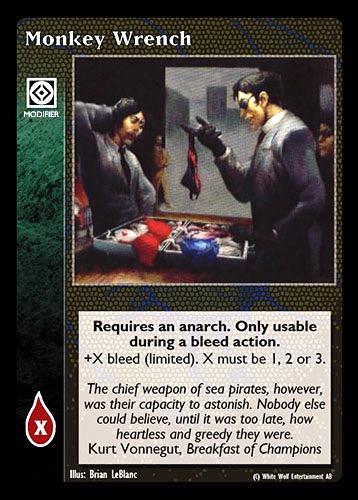 Monkey Wrench
MODIFIER
Requires an anarch. Only usable
during a bleed action.
+X bleed (limited). X must be 1, 2 or 3.
The chief weapon of sea pirates, however,
was their capacity to astonish. Nobody else
could believe, until it was too late, how
heartless and greedy they were.
Kurt Vonnegut, Breakfast of Champions
X
Illus: Brian LeBlanc
(C) White Wolf Entertainment AB